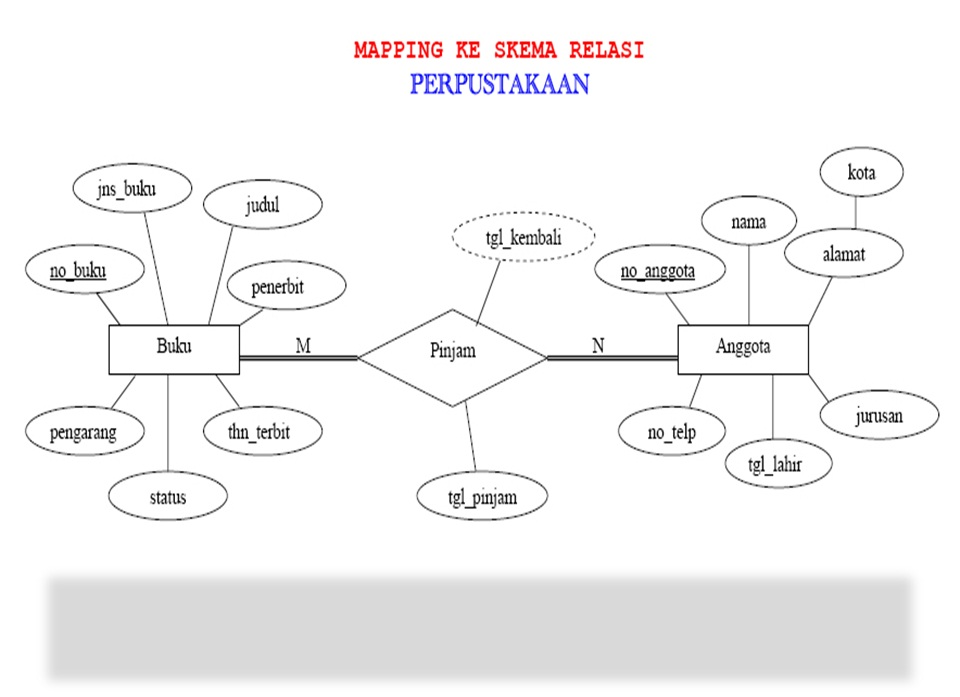 MAPPING KE SKEMA RELASI
PERPUSTAKAAN
kota
jns_buku
judul
nama
tgl_kembali
alamat
no_buku
no_anggota
penerbit
Buku
M
Pinjam
N
Anggota
pengarang
thn_terbit
no_telp
jurusan
tgl_lahir
status
tgl_pinjam